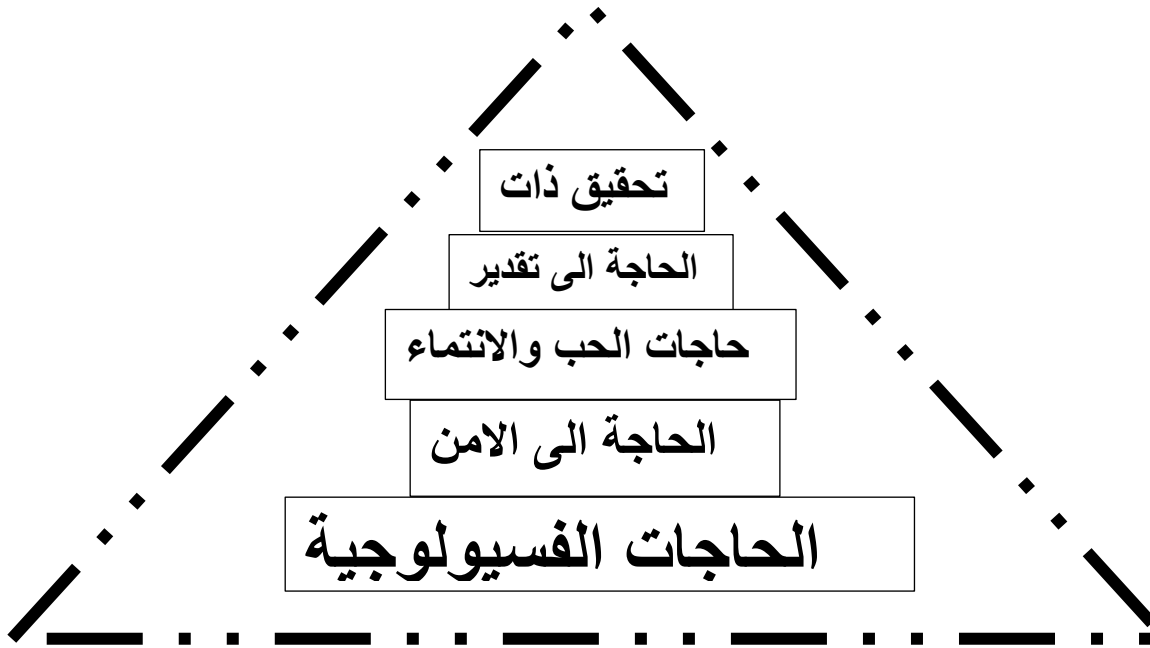 تحقيق ذات
الحاجة الى تقدير
حاجات الحب والانتماء
الحاجة الى الامن
الحاجات الفسيولوجية